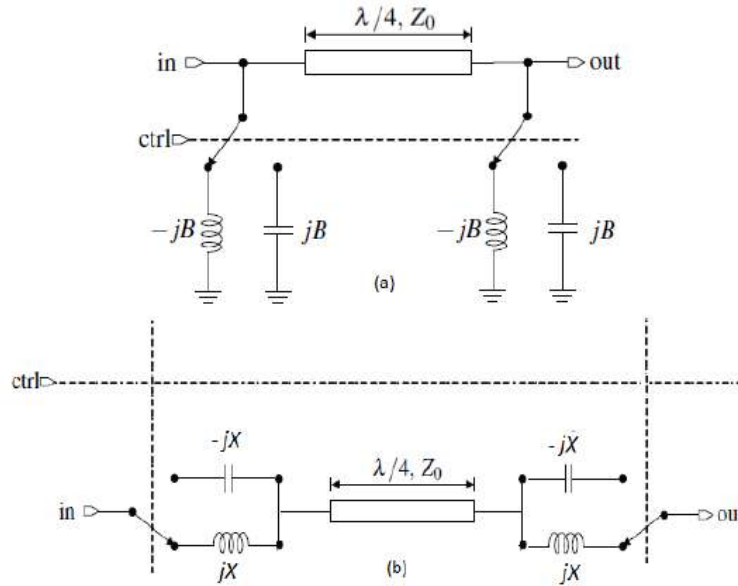 λ/4, Z₀
in
out
ctrl
-jB
jB
-jB
jB
(a)
ctrl
-jX
-jX
λ/4, Z₀
in
ou
jX
(b)
jX